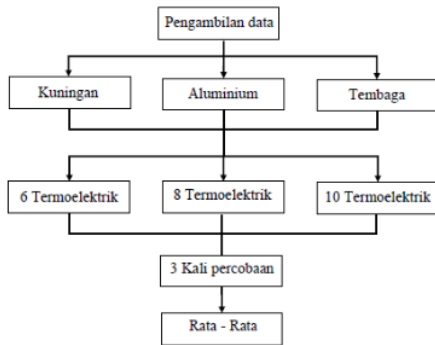 Pengambilan data
Kuningan
Aluminium
Tembaga
6 Termoelektrik
8 Termoelektrik
10 Termoelektrik
3 Kali percobaan
Rata - Rata